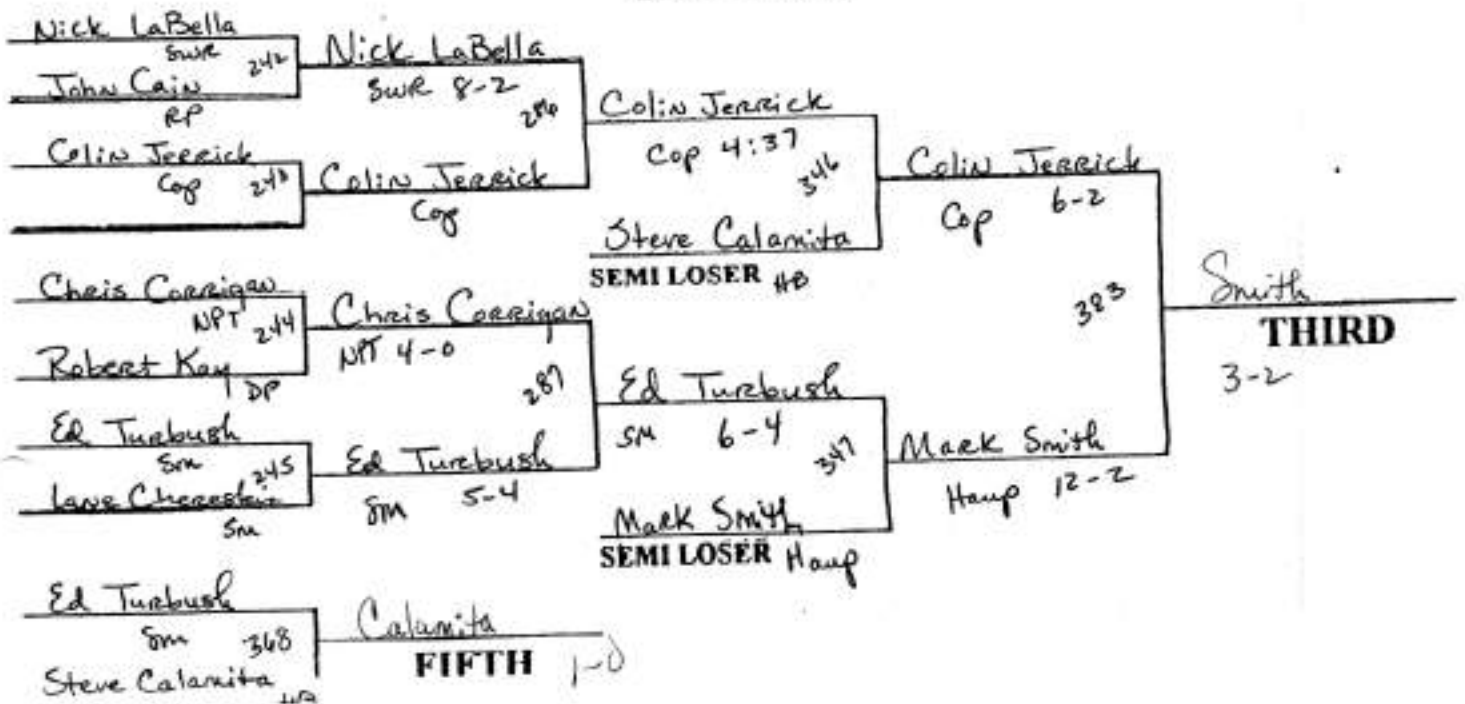 Nick LaBella
SWR 242
John Cain
RP
Nick LaBella
SWR 8-2
286
Colin Jerrick
Cop 243
Colin Jerrick
Cop
Colin Jerrick
Cop 4:37
346
Steve Calamita
SEMI LOSER HB
Colin Jerrick
Cop 6-2
Chris Corrigan
NPT 244
Robert Kay
DP
Chris Corrigan
NPT 4-0
287
Ed Turbush
Sm 245
Lane
Sm
Ed Turbush
Sm 5-4
Ed Turbush
SM 6-4
347
Mark Smith
SEMI LOSER Haup
Mark Smith
Haup 12-2
383
Smith
THIRD
3-2
Ed Turbush
Sm 368
Steve Calamita
HB
Calamita
FIFTH 1-0